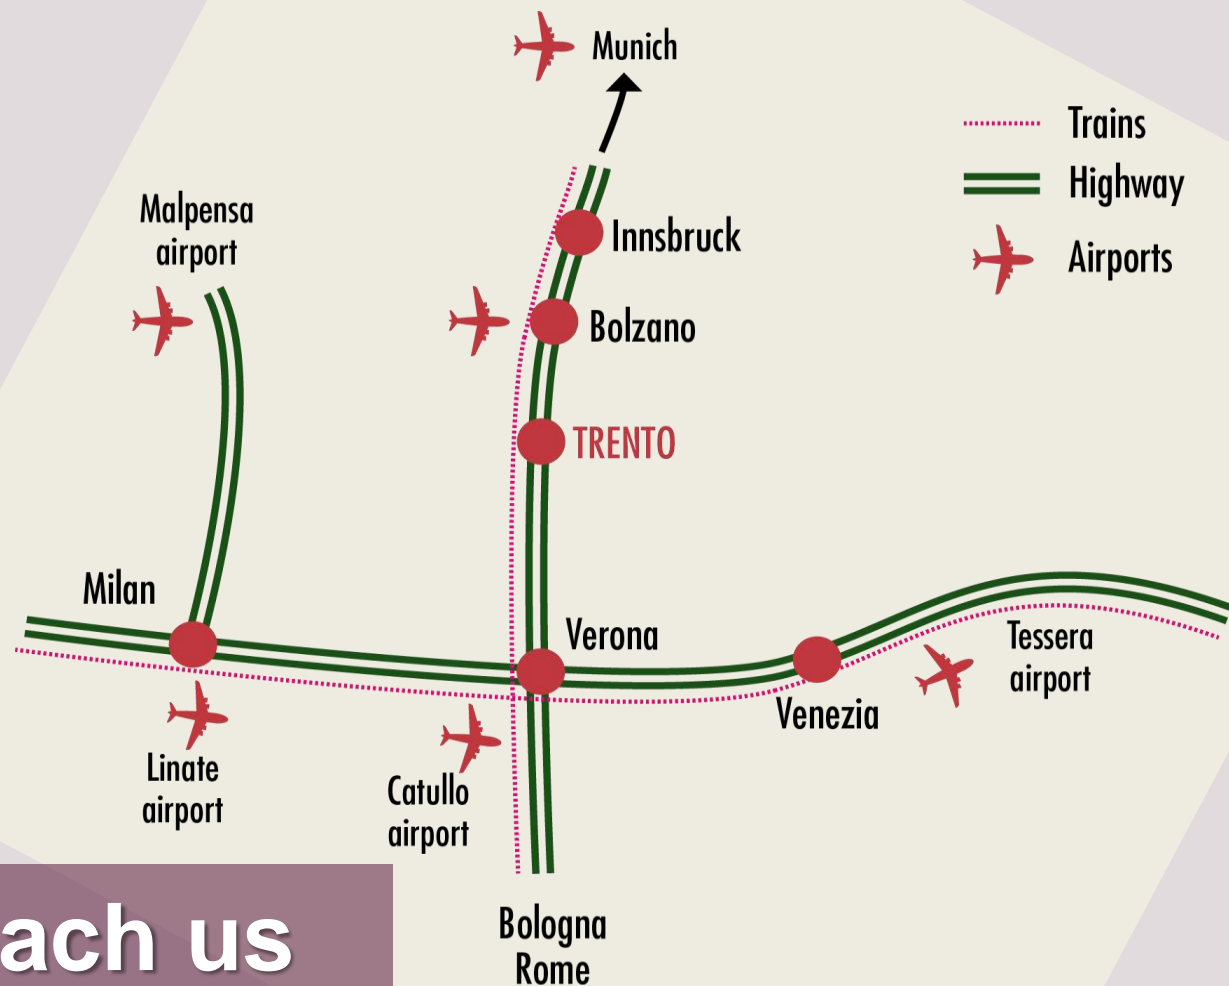 Munich
Trains
Highway
Airports
Malpensa
airport
Innsbruck
Bolzano
TRENTO
Milan
Verona
Tessera
airport
Venezia
Linate
airport
Catullo
airport
ach us
Bologna
Rome